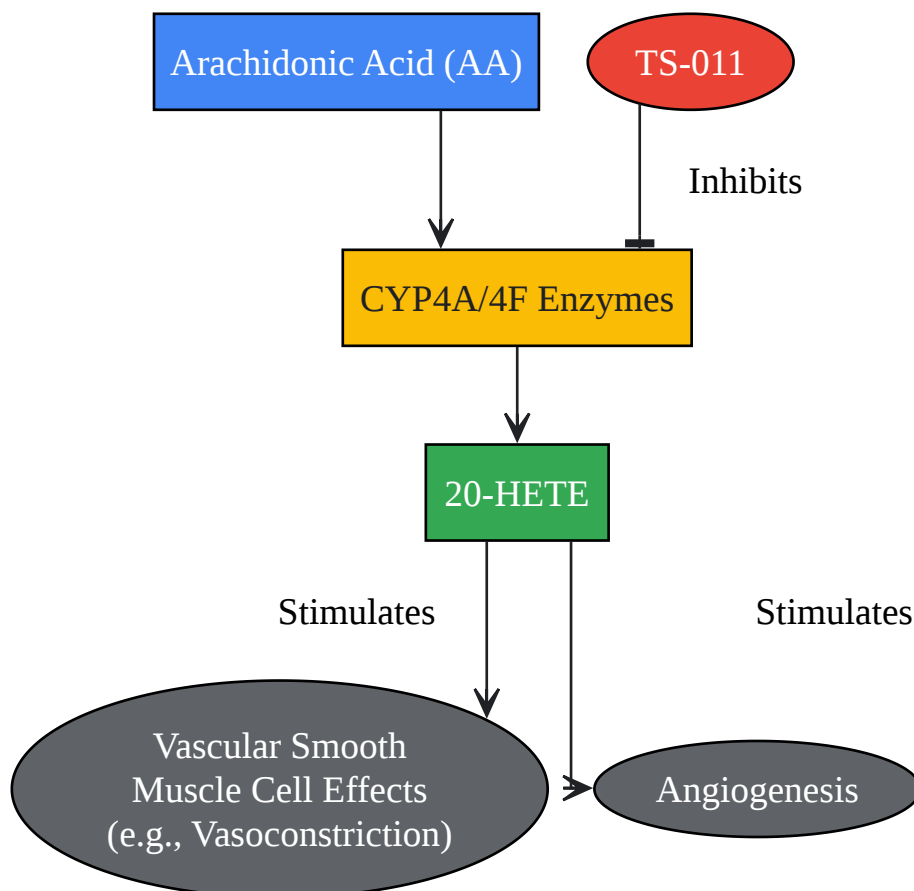 Arachidonic Acid (AA)
TS-011
Inhibits
CYP4A/4F Enzymes
20-HETE
Stimulates
Stimulates
Vascular Smooth
Muscle Cell Effects
(e.g., Vasoconstriction)
Angiogenesis